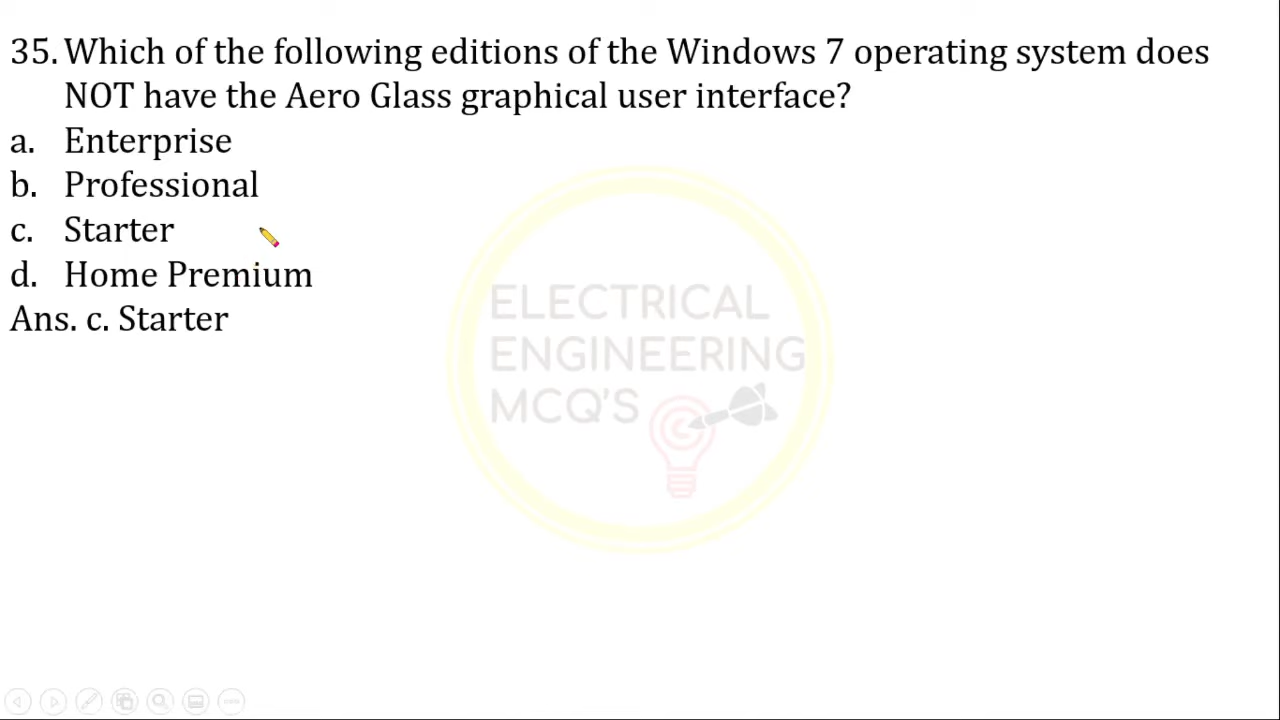 35. Which of the following editions of the Windows 7 operating system does
NOT have the Aero Glass graphical user interface?
a. Enterprise
b. Professional
c. Starter
d. Home Premium
Ans. c. Starter
ELECTRICAL
ENGINEERING
MCQ'S